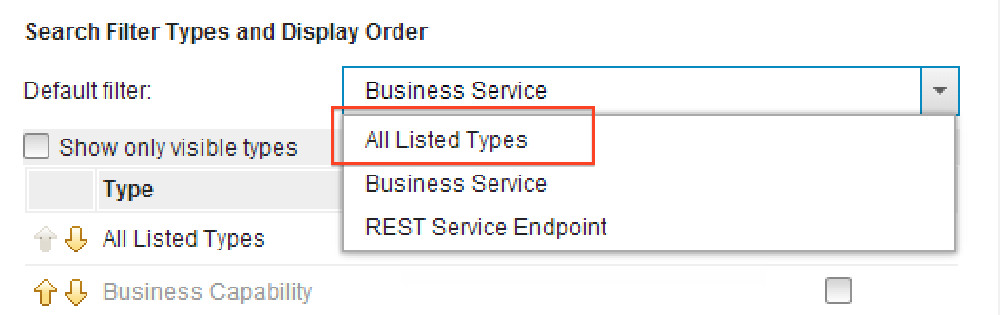 Search Filter Types and Display Order
Default filter:
Business Service
All Listed Types
Business Service
REST Service Endpoint
Show only visible types
Type
All Listed Types
Business Capability